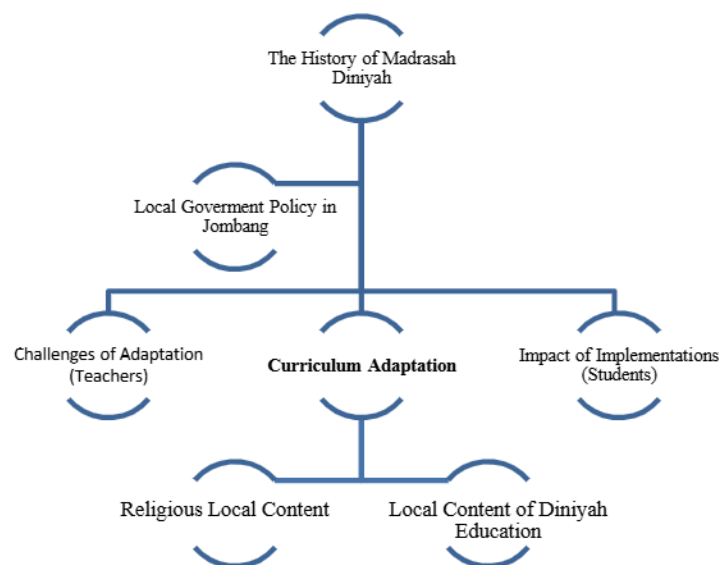 The History of Madrasah
Diniyah
Local Goverment Policy in
Jombang
Challenges of Adaptation
(Teachers)
Curriculum Adaptation
Impact of Implementations
(Students)
Religious Local Content
Local Content of Diniyah
Education